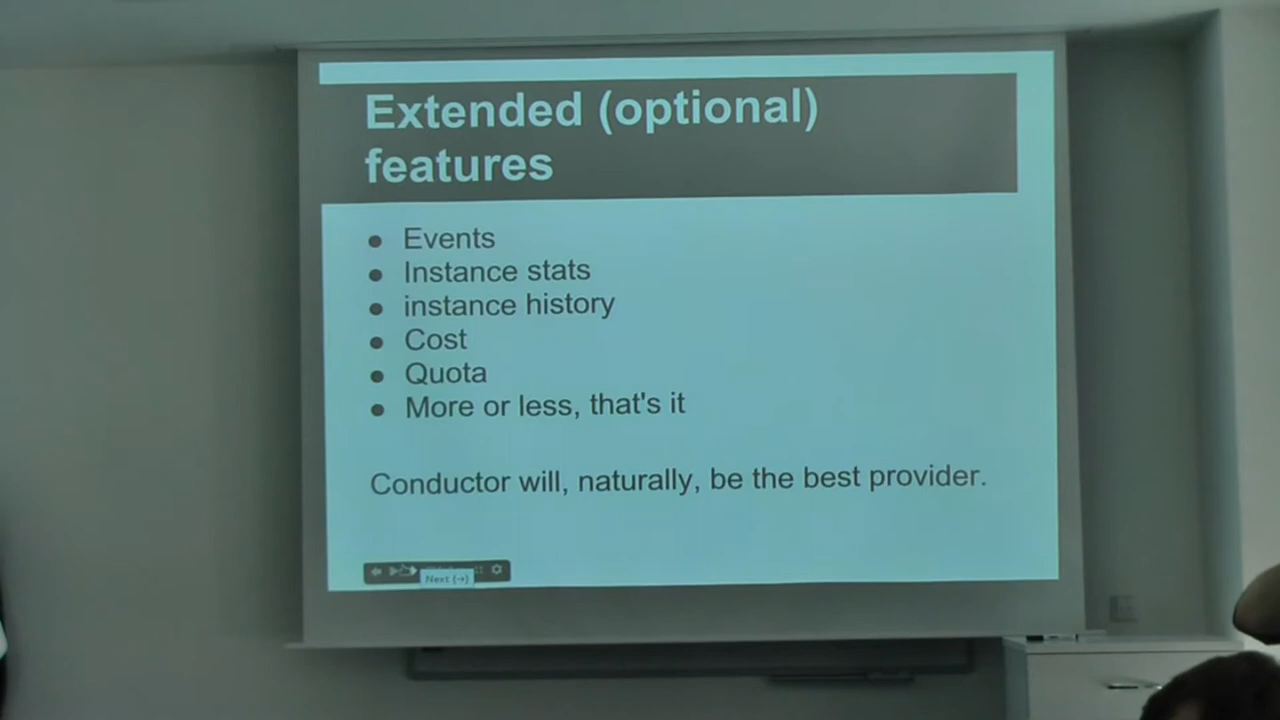 Extended (optional)
features
● Events
● Instance stats
● instance history
● Cost
● Quota
● More or less, that's it
Conductor will, naturally, be the best provider.
Next (→)